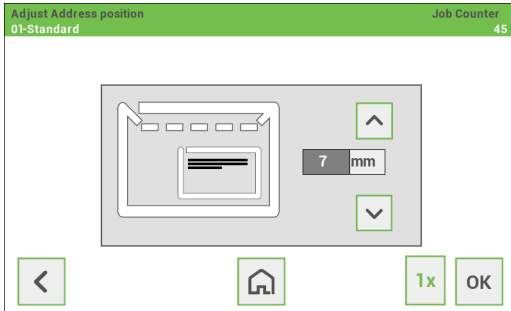 Adjust Address position
Job Counter
01-Standard
45
7 mm
1x
OK